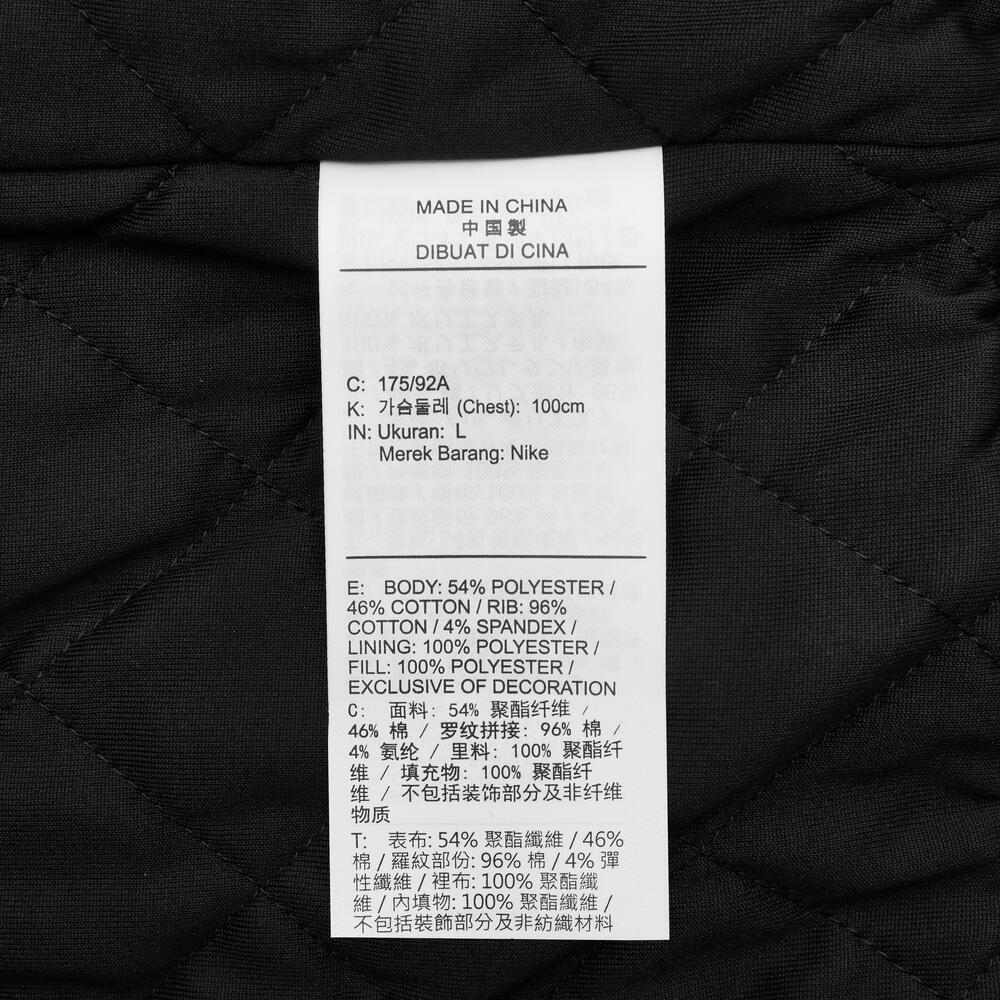 MADE IN CHINA
中国製
DIBUAT DI CINA
C: 175/92A
K: 가슴둘레 (Chest): 100cm
IN: Ukuran: L
Merek Barang: Nike
E: BODY: 54% POLYESTER /
46% COTTON / RIB: 96%
COTTON / 4% SPANDEX /
LINING: 100% POLYESTER /
FILL: 100% POLYESTER /
EXCLUSIVE OF DECORATION
C: 面料: 54% 聚酯纤维 /
46% 棉 / 罗纹拼接: 96% 棉 /
4% 氨纶 / 里料: 100% 聚酯纤
维 / 填充物: 100% 聚酯纤
维 / 不包括装饰部分及非纤维
物质
T: 表布: 54% 聚酯纖維 / 46%
棉 / 羅紋部份: 96% 棉 / 4% 彈
性纖維 / 裡布: 100% 聚酯纖
維 / 內填物: 100% 聚酯纖維 /
不包括裝飾部分及非紡織材料